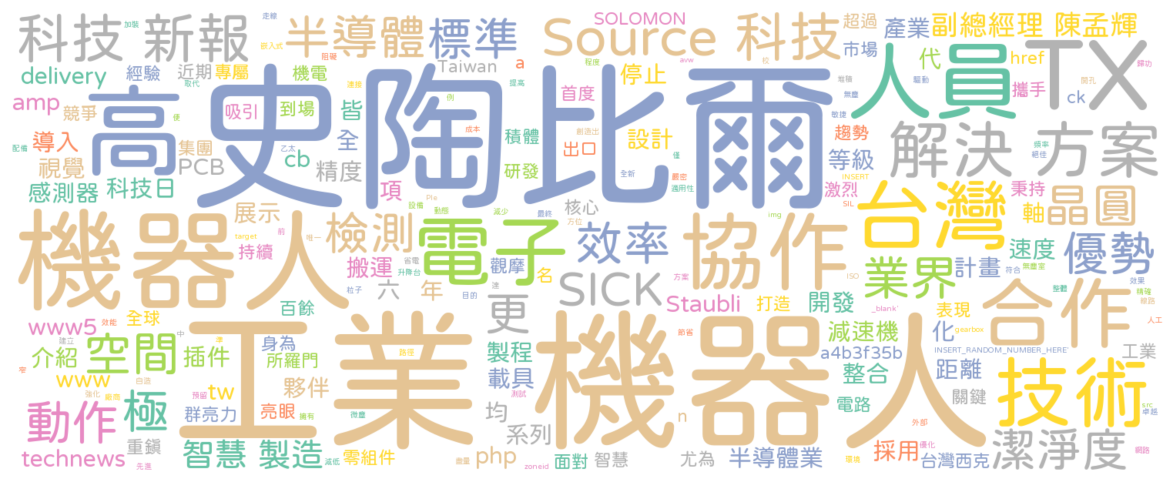 科技 新報
半導體
標準
Source 科技
SOLOMON
超過
產業
副總經理 陳孟輝
delivery
經驗
近期
專屬
機電
Taiwan
a
停止
市場
代
href
人員
TX
amp
競爭
高
吸引
到場
皆
首度
攜手
ck
導入
集團
史陶比爾
全
積體
設計
趨勢
解決 方案
視覺
PCB
cb
精度
出口
等級
感測器
科技日
研發
項
激烈
INSERT
秉持
軸
晶圓
機器人
展示
檢測
電子
核心
效率
協作
台灣
持續
搬運
觀摩
業界
計畫
速度
優勢
六
年
名
SICK
Staubli
打造
開發
表現
合作
百餘
更
www5
全球
工業 機器人
減速機
化
_blank
gearbox
介紹
空間
插件
身為
所羅門
製程
a4b3f35b
INSERT_RANDOM_NUMBER_HERE
工業
www
tw
夥伴
載具
整合
距離
關鍵
技術
動作
極
群亮力
亮眼
均
電路
重鎮
系列
n
採用
潔淨度
technews
智慧 製造
零組件
php
面對
智慧
尤為
半導體業
台灣西克
zoneid
target
img
ISO
SIL
src
avw